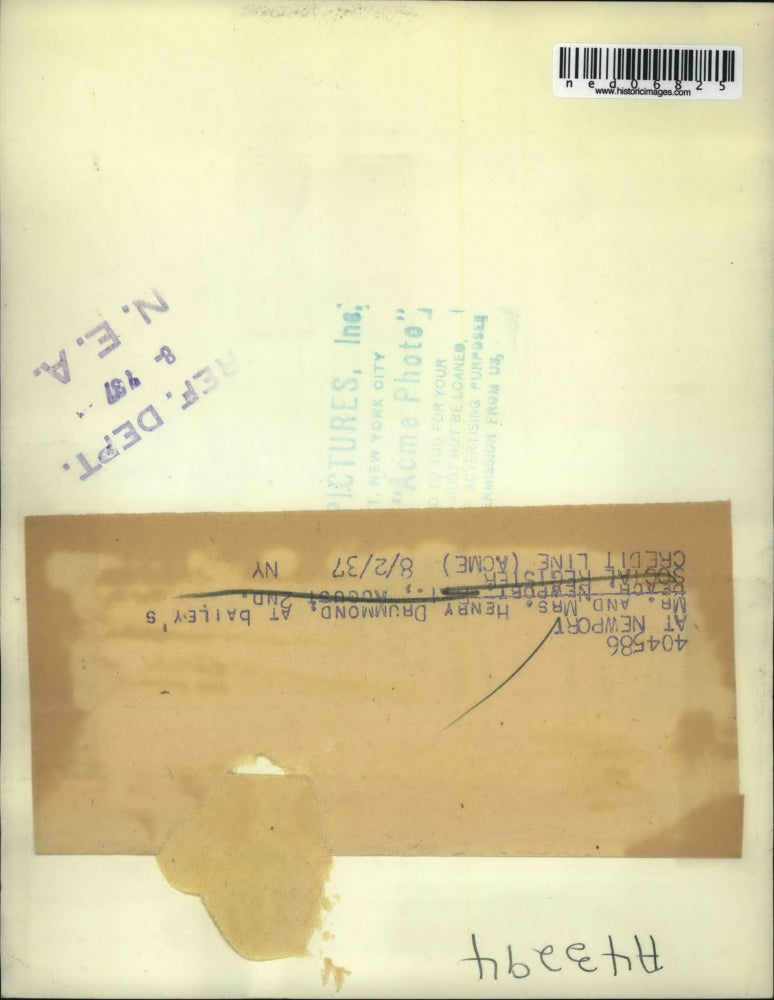 ned06825
www.historicimages.com
REF. DEPT.
N. E. A.
PICTURES, Inc,
NEW YORK CITY
"Acme Photo"
TO YOU FOR YOUR
MUST NOT BE LOANED,
ADVERTISING PURPOSES
ERMISSION FROM US,
404586
AT NEWPORT
MR. AND MRS. HENRY DRUMMOND, AT bAILEY'S
BEACH, NEWPORT, AUGUST 2ND.
SOCIAL REGISTER
CREDIT LINE (ACME) 8/2/37 NY
A43294